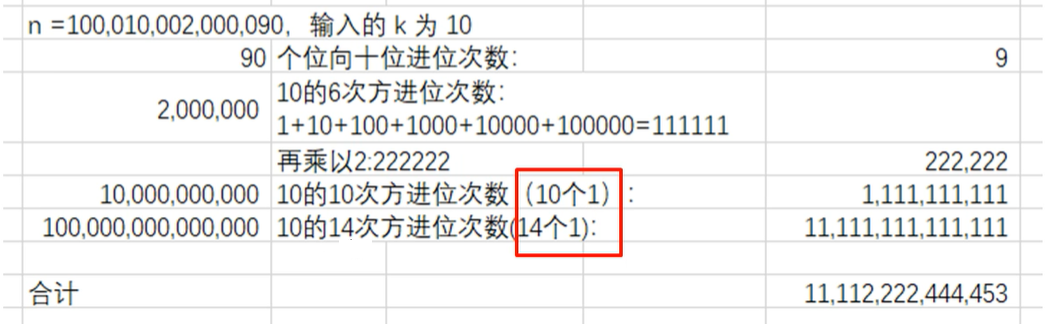 n =100,010,002,000,090, 输入的 k 为 10
90 个位向十位进位次数: 9
2,000,000 10的6次方进位次数:
1+10+100+1000+10000+100000=111111
再乘以2:222222 222,222
10,000,000,000 10的10次方进位次数（10个1）: 1,111,111,111
100,000,000,000,000 10的14次方进位次数(14个1): 11,111,111,111,111
合计 11,112,222,444,453